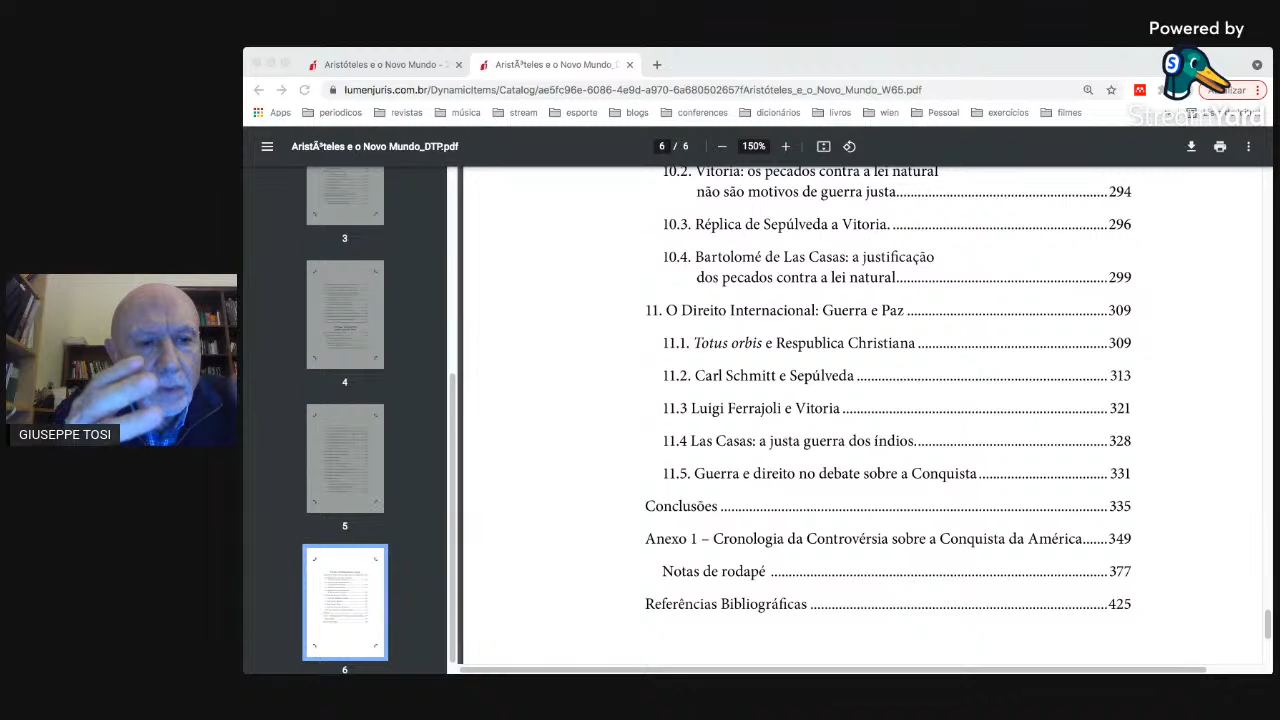 Powered by
StreamYard
Aristóteles e o Novo Mundo - 
AristÃªteles e o Novo Mundo_D
lumenjuris.com.br/DynamicItems/Catalog/ae5fc96e-6086-4e9d-a970-6a680502657fAristóteles_e_o_Novo_Mundo_W65.pdf
Apps periodicos revistas música stream esporte blogs conferences dicionários livros wien Pessoal exercícios filmes
AristÃªteles e o Novo Mundo_DTP.pdf
6 / 6
150%
3
4
5
6
10.2. Vitoria: os pecados contra a lei natural
não são motivos de guerra justa 294
10.3. Réplica de Sepúlveda a Vitoria. 296
10.4. Bartolomé de Las Casas: a justificação
dos pecados contra a lei natural 299
11. O Direito Internacional: Guerra e Paz 309
11.1. Totus orbis e Respublica Christiana 309
11.2. Carl Schmitt e Sepúlveda 313
11.3 Luigi Ferrajoli e Vitoria 321
11.4 Las Casas: a justa guerra dos índios 328
11.5. Guerra e direito no debate sobre a Conquista 331
Conclusões 335
Anexo 1 – Cronologia da Controvérsia sobre a Conquista da América 349
Notas de rodapé 377
Referências Bibliográficas 425
GIUSEPPE TOSI